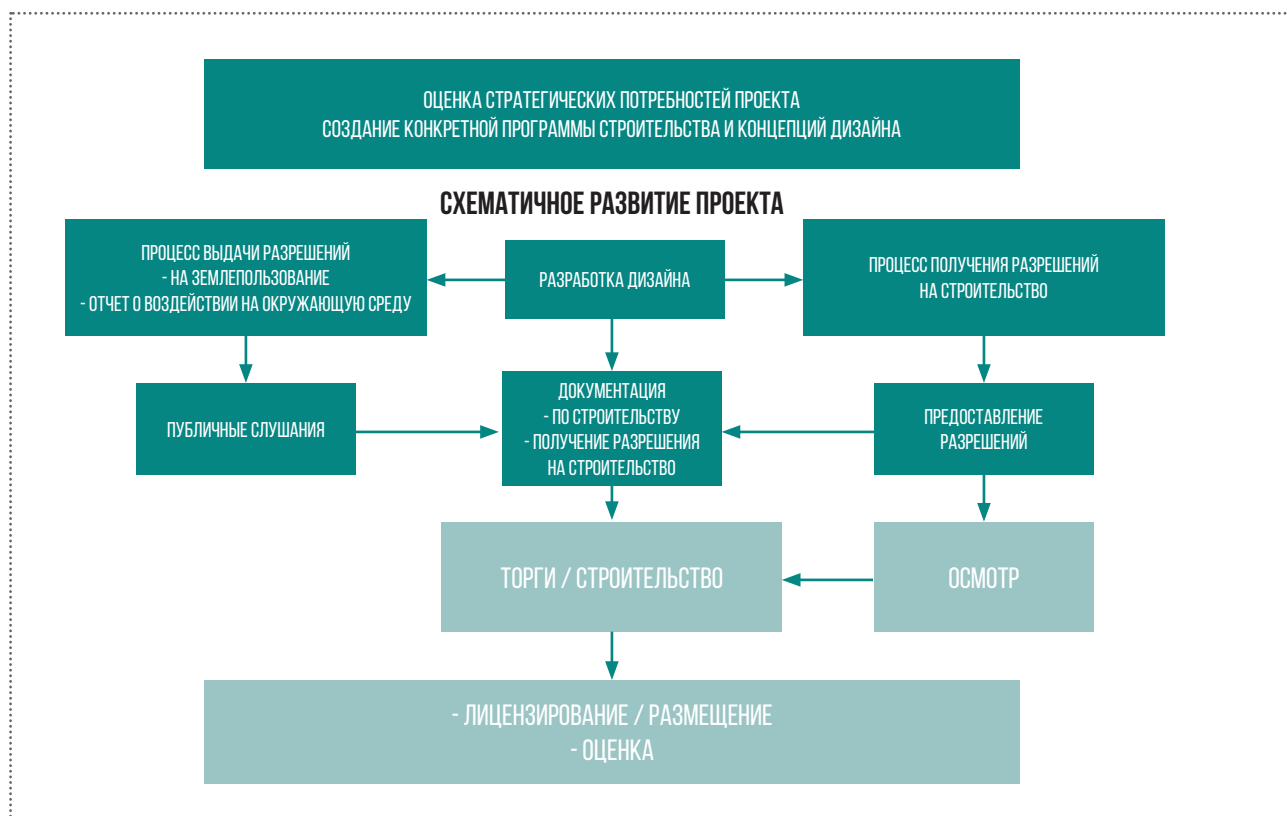 ОЦЕНКА СТРАТЕГИЧЕСКИХ ПОТРЕБНОСТЕЙ ПРОЕКТА
СОЗДАНИЕ КОНКРЕТНОЙ ПРОГРАММЫ СТРОИТЕЛЬСТВА И КОНЦЕПЦИЙ ДИЗАЙНА
СХЕМАТИЧНОЕ РАЗВИТИЕ ПРОЕКТА
ПРОЦЕСС ВЫДАЧИ РАЗРЕШЕНИЙ
- НА ЗЕМЛЕПОЛЬЗОВАНИЕ
- ОТЧЕТ О ВОЗДЕЙСТВИИ НА ОКРУЖАЮЩУЮ СРЕДУ
РАЗРАБОТКА ДИЗАЙНА
ПРОЦЕСС ПОЛУЧЕНИЯ РАЗРЕШЕНИЙ
НА СТРОИТЕЛЬСТВО
ПУБЛИЧНЫЕ СЛУШАНИЯ
ДОКУМЕНТАЦИЯ
- ПО СТРОИТЕЛЬСТВУ
- ПОЛУЧЕНИЕ РАЗРЕШЕНИЯ
НА СТРОИТЕЛЬСТВО
ПРЕДОСТАВЛЕНИЕ
РАЗРЕШЕНИЙ
ТОРГИ / СТРОИТЕЛЬСТВО
ОСМОТР
- ЛИЦЕНЗИРОВАНИЕ / РАЗМЕЩЕНИЕ
- ОЦЕНКА